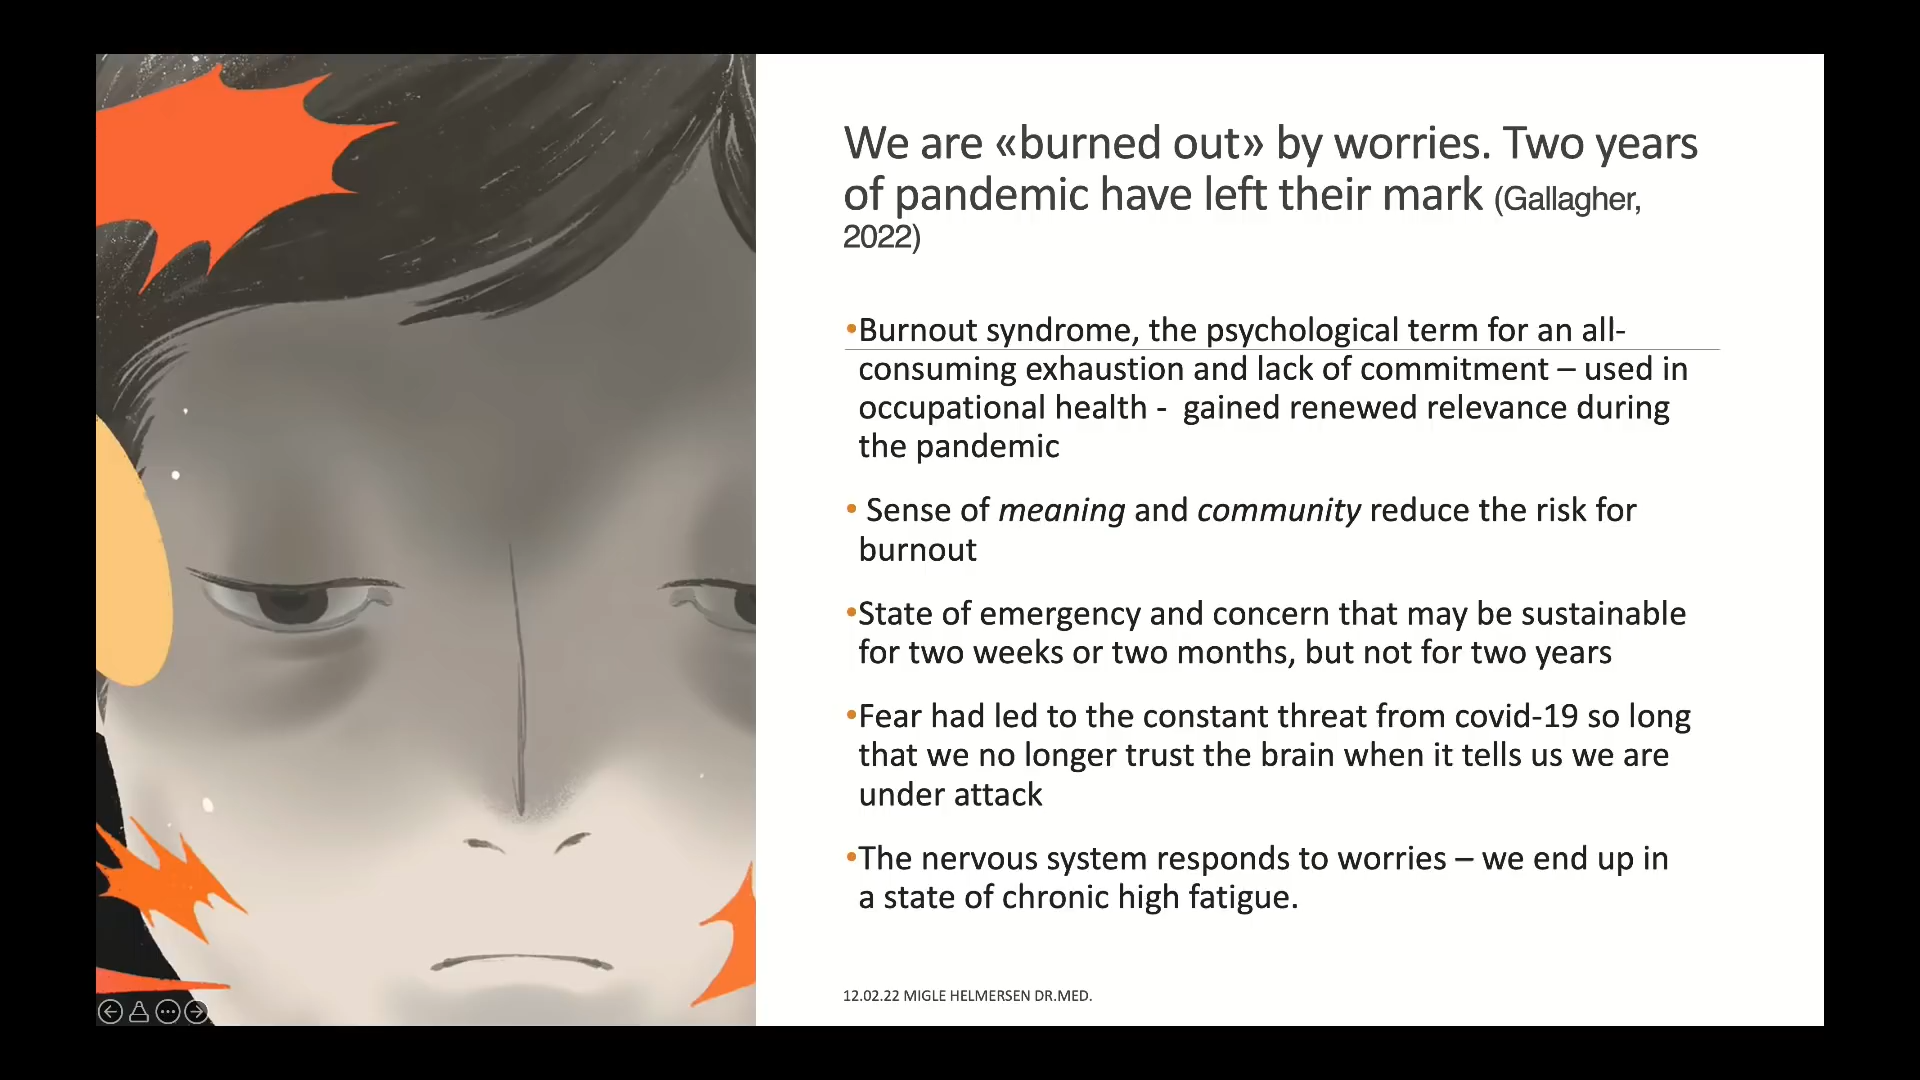 We are «burned out» by worries. Two years
of pandemic have left their mark (Gallagher,
2022)
•Burnout syndrome, the psychological term for an all-
consuming exhaustion and lack of commitment – used in
occupational health -  gained renewed relevance during
the pandemic
• Sense of meaning and community reduce the risk for
burnout
•State of emergency and concern that may be sustainable
for two weeks or two months, but not for two years
•Fear had led to the constant threat from covid-19 so long
that we no longer trust the brain when it tells us we are
under attack
•The nervous system responds to worries – we end up in
a state of chronic high fatigue.
12.02.22 MIGLE HELMERSEN DR.MED.